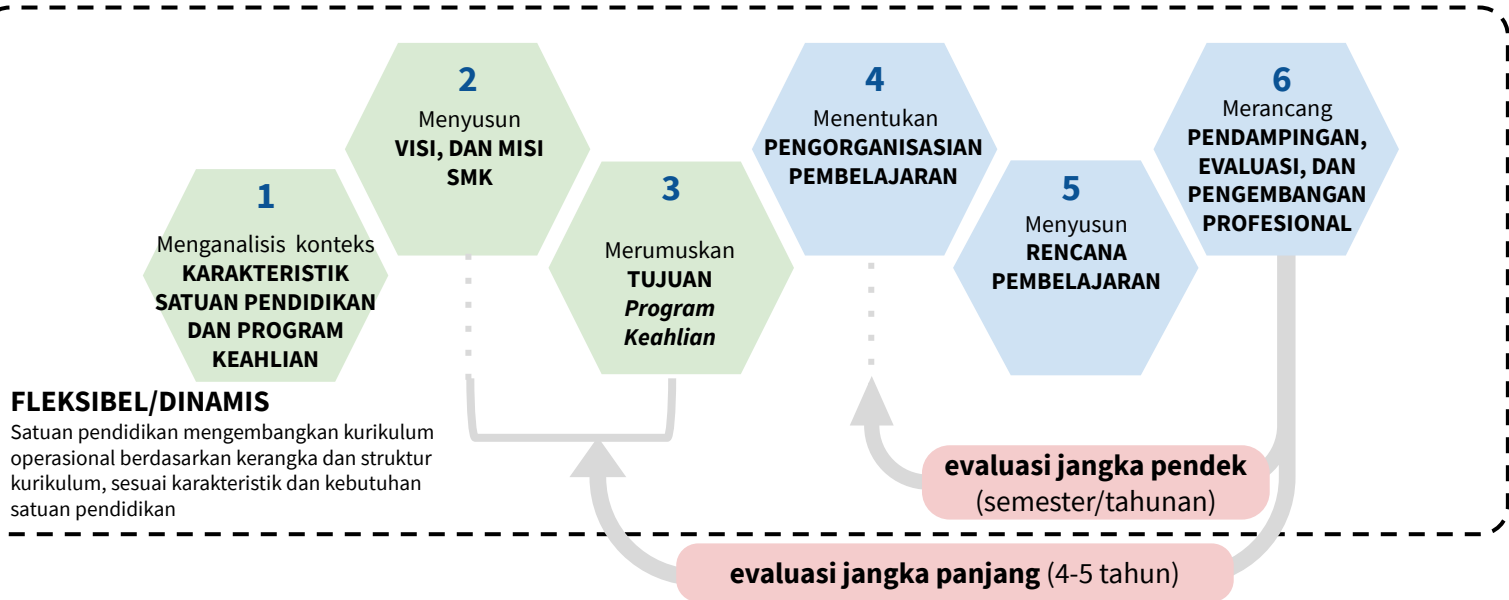 1
Menganalisis konteks
KARAKTERISTIK
SATUAN PENDIDIKAN
DAN PROGRAM
KEAHLIAN
2
Menyusun
VISI, DAN MISI
SMK
3
Merumuskan
TUJUAN
Program
Keahlian
4
Menentukan
PENGORGANISASIAN
PEMBELAJARAN
5
Menyusun
RENCANA
PEMBELAJARAN
6
Merancang
PENDAMPINGAN,
EVALUASI, DAN
PENGEMBANGAN
PROFESIONAL
FLEKSIBEL/DINAMIS
Satuan pendidikan mengembangkan kurikulum
operasional berdasarkan kerangka dan struktur
kurikulum, sesuai karakteristik dan kebutuhan
satuan pendidikan
evaluasi jangka pendek
(semester/tahunan)
evaluasi jangka panjang (4-5 tahun)